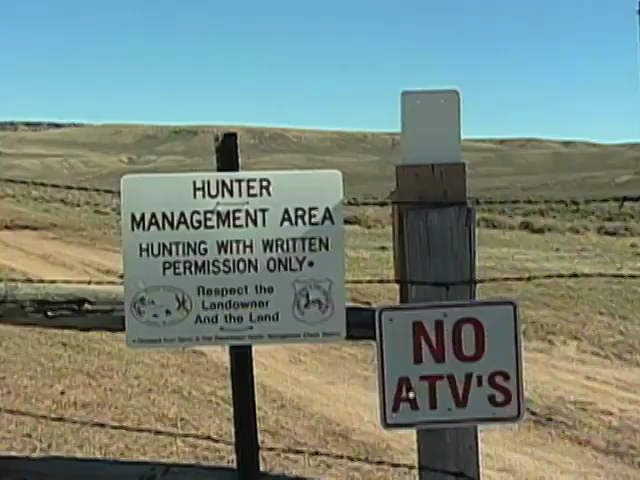 HUNTER
MANAGEMENT AREA
HUNTING WITH WRITTEN
PERMISSION ONLY•
Respect the
Landowner
And the Land
NO
ATV'S